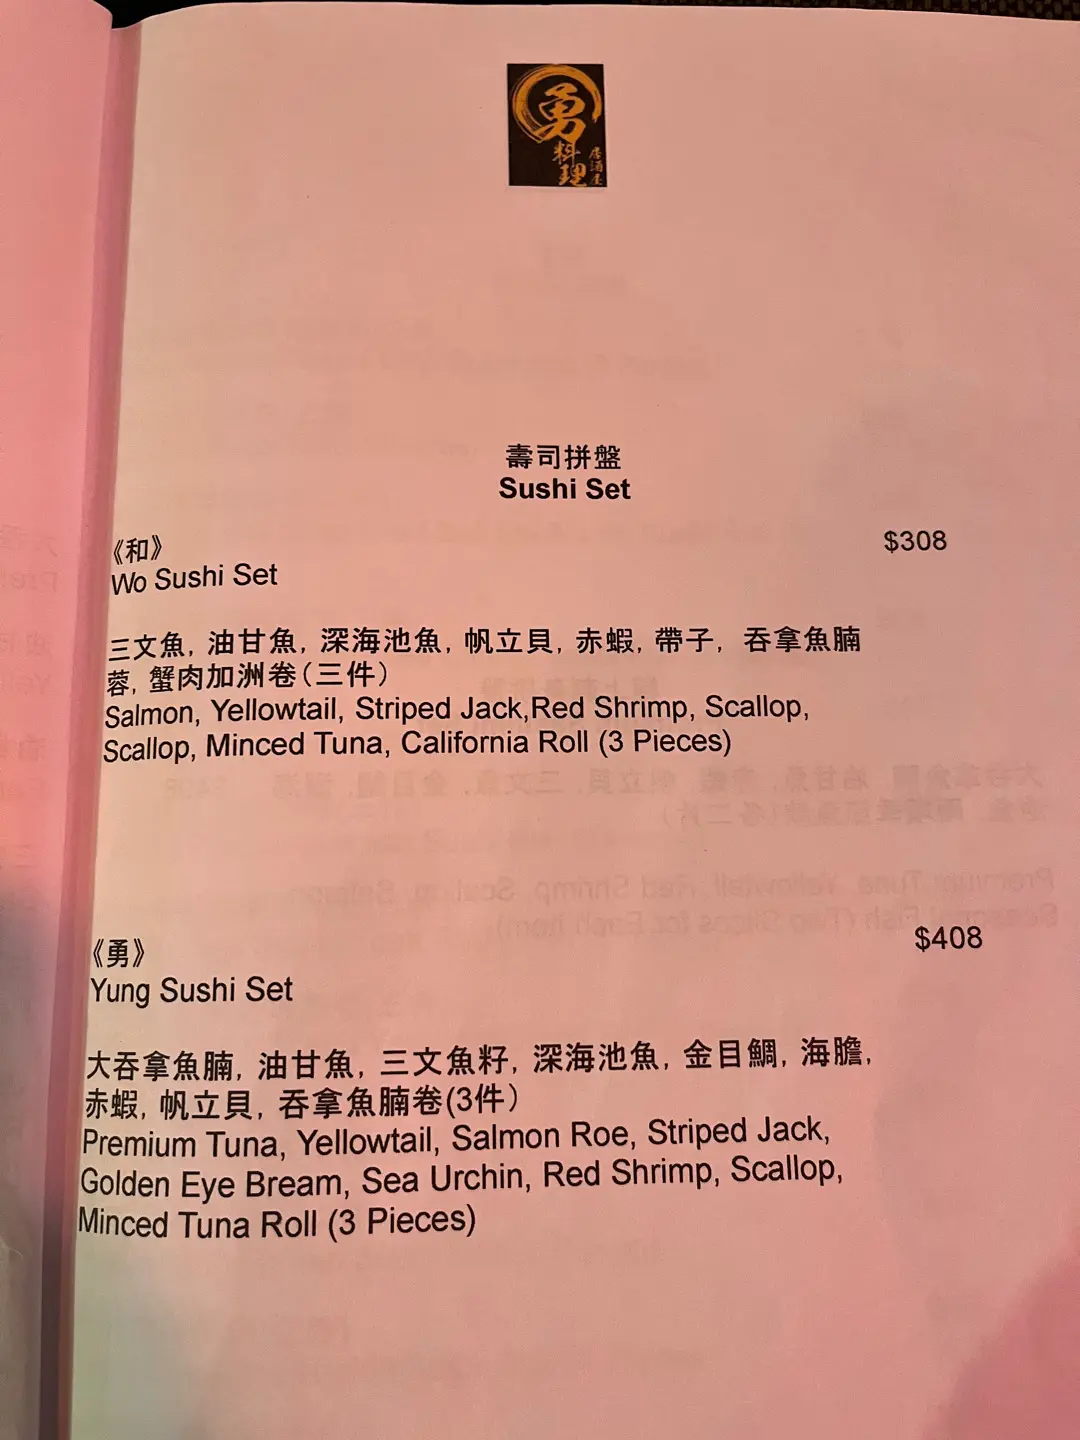 勇
料理
居酒屋
壽司拼盤
Sushi Set
《和》
$308
Wo Sushi Set
三文魚, 油甘魚, 深海池魚, 帆立貝, 赤蝦, 帶子, 吞拿魚腩
蓉, 蟹肉加洲卷(三件)
Salmon, Yellowtail, Striped Jack,Red Shrimp, Scallop,
Scallop, Minced Tuna, California Roll (3 Pieces)
《勇》
$408
Yung Sushi Set
大吞拿魚腩, 油甘魚, 三文魚籽, 深海池魚, 金目鯛, 海膽,
赤蝦, 帆立貝, 吞拿魚腩卷(3件)
Premium Tuna, Yellowtail, Salmon Roe, Striped Jack,
Golden Eye Bream, Sea Urchin, Red Shrimp, Scallop,
Minced Tuna Roll (3 Pieces)